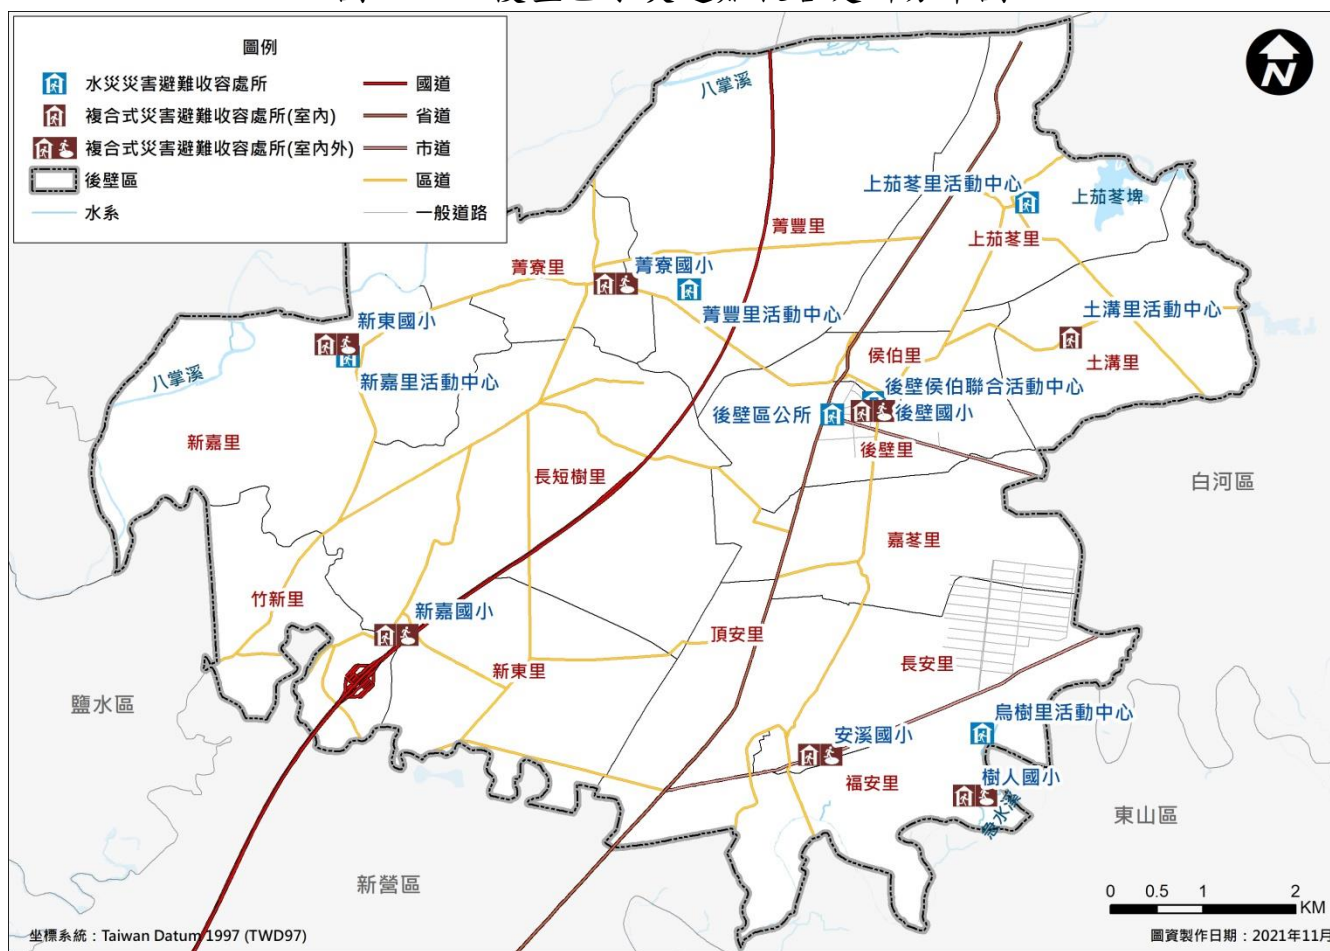 圖例
水災災害避難收容處所
複合式災害避難收容處所(室內)
複合式災害避難收容處所(室內外)
後壁區
水系
國道
省道
市道
區道
一般道路
N
八掌溪
上茄苳里活動中心
上茄苳埤
菁豐里
上茄苳里
菁寮里
菁寮國小
菁豐里活動中心
土溝里活動中心
新東國小
侯伯里
土溝里
八掌溪
新嘉里活動中心
後壁侯伯聯合活動中心
後壁區公所
後壁國小
新嘉里
後壁里
長短樹里
白河區
嘉苳里
竹新里
新嘉國小
頂安里
新東里
長安里
鹽水區
烏樹里活動中心
安溪國小
福安里
樹人國小
急水溪
東山區
新營區
0 0.5 1 2
KM
坐標系統：Taiwan Datum 1997 (TWD97)
圖資製作日期：2021年11月